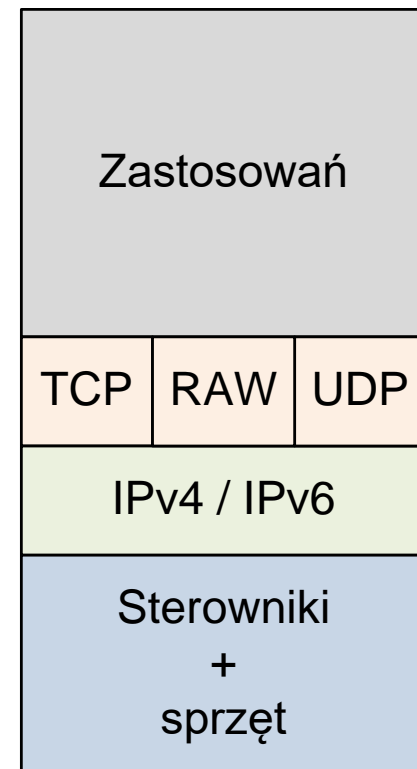 Zastosowań
TCP RAW UDP
IPv4 / IPv6
Sterowniki
+
sprzęt